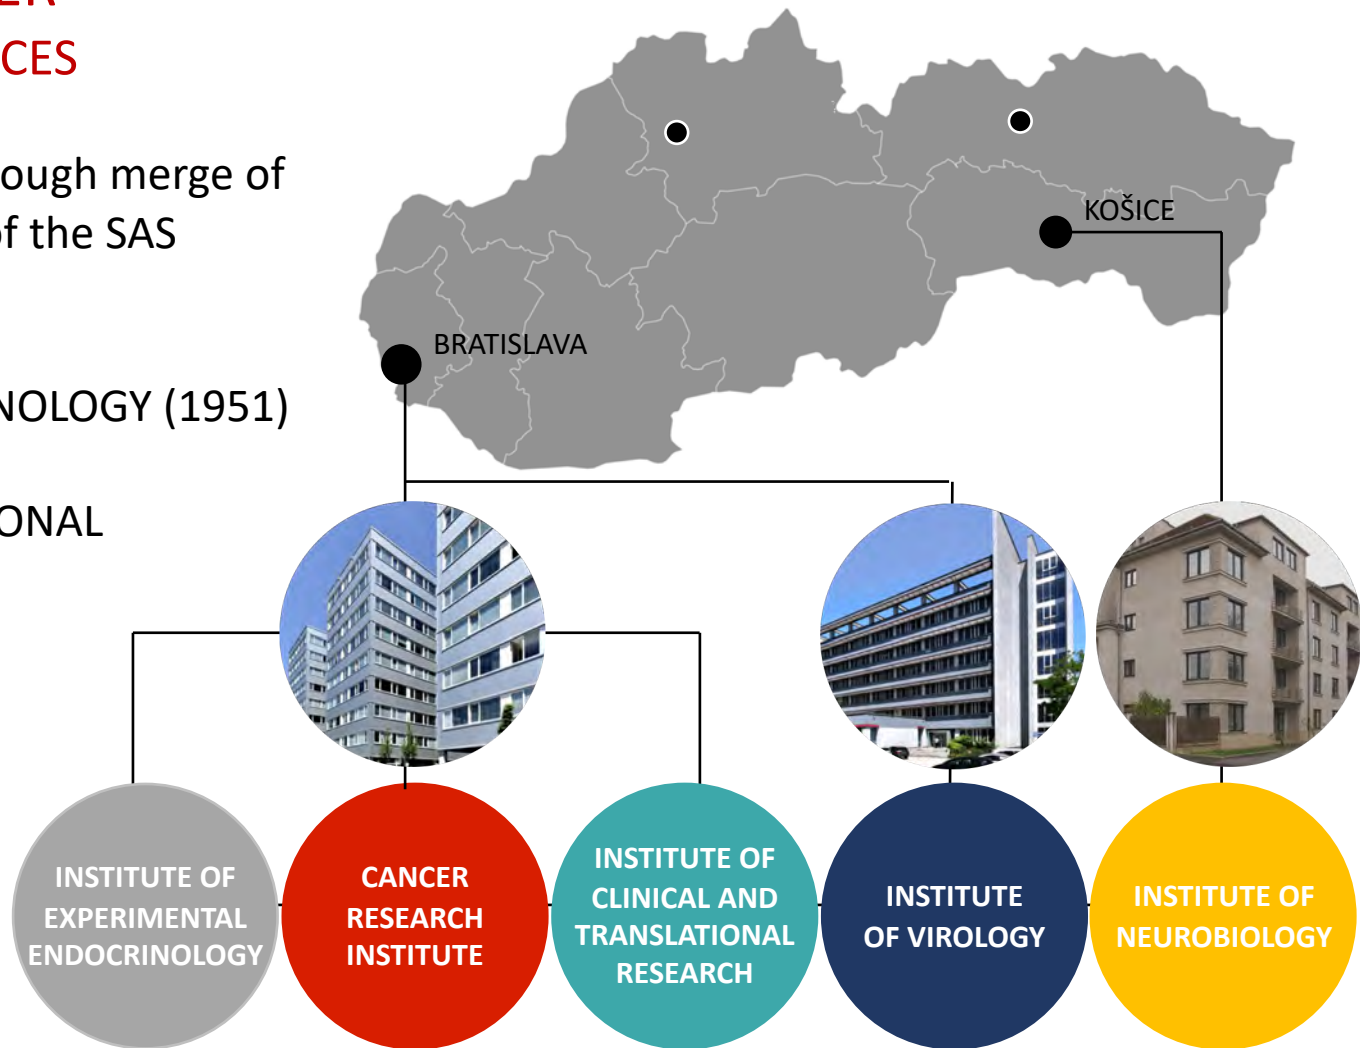 CES
ough merge of
of the SAS
NOLOGY (1951)
ONAL
KOŠICE
BRATISLAVA
INSTITUTE OF
EXPERIMENTAL
ENDOCRINOLOGY
CANCER
RESEARCH
INSTITUTE
INSTITUTE OF
CLINICAL AND
TRANSLATIONAL
RESEARCH
INSTITUTE
OF VIROLOGY
INSTITUTE OF
NEUROBIOLOGY